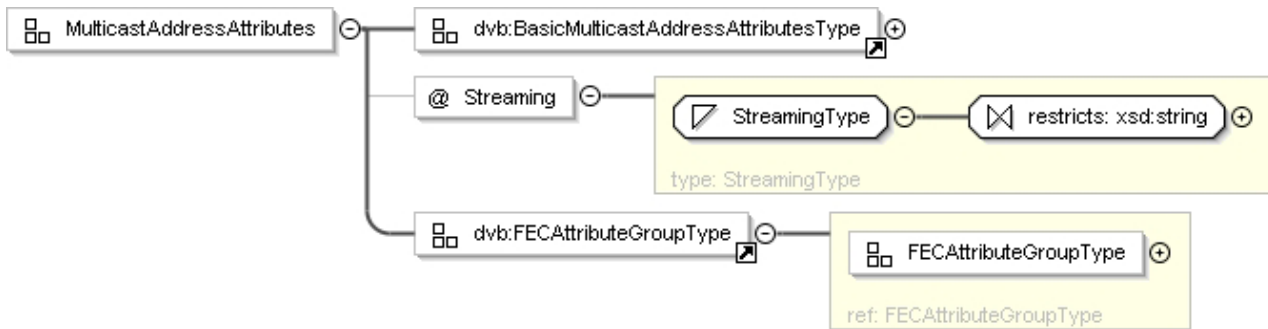 MulticastAddressAttributes
dvb:BasicMulticastAddressAttributesType
@ Streaming
StreamingType
restricts: xsd:string
type: StreamingType
dvb:FECAttributeGroupType
FECAttributeGroupType
ref: FECAttributeGroupType